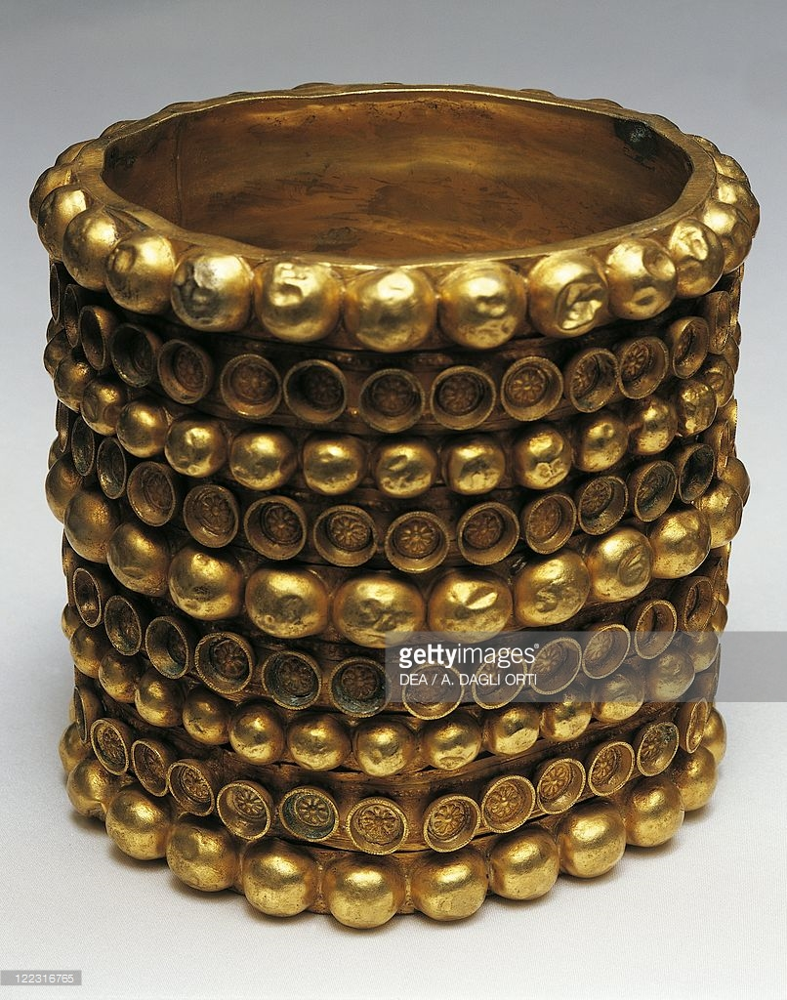 gettyimages®
DEA / A. DAGLI ORTI
122316765